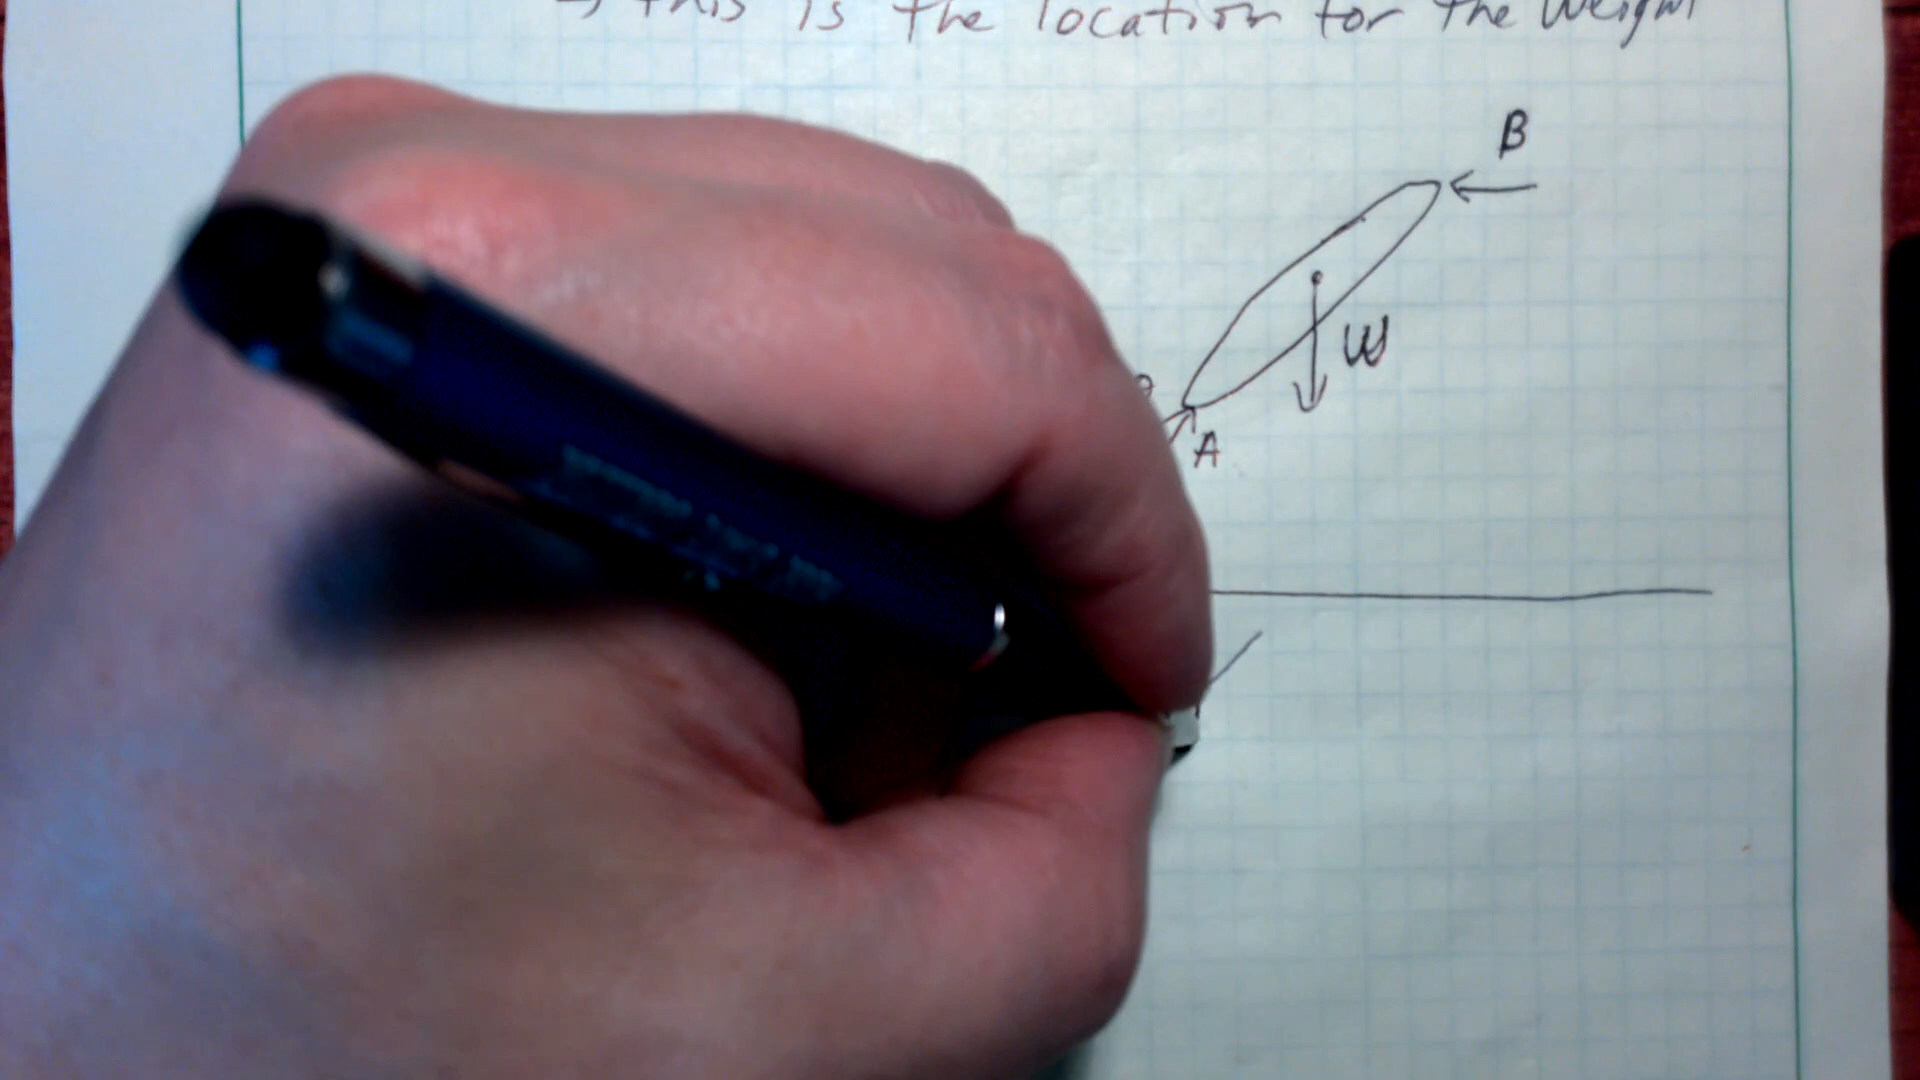 → this is the location for the Weight
B
W
A